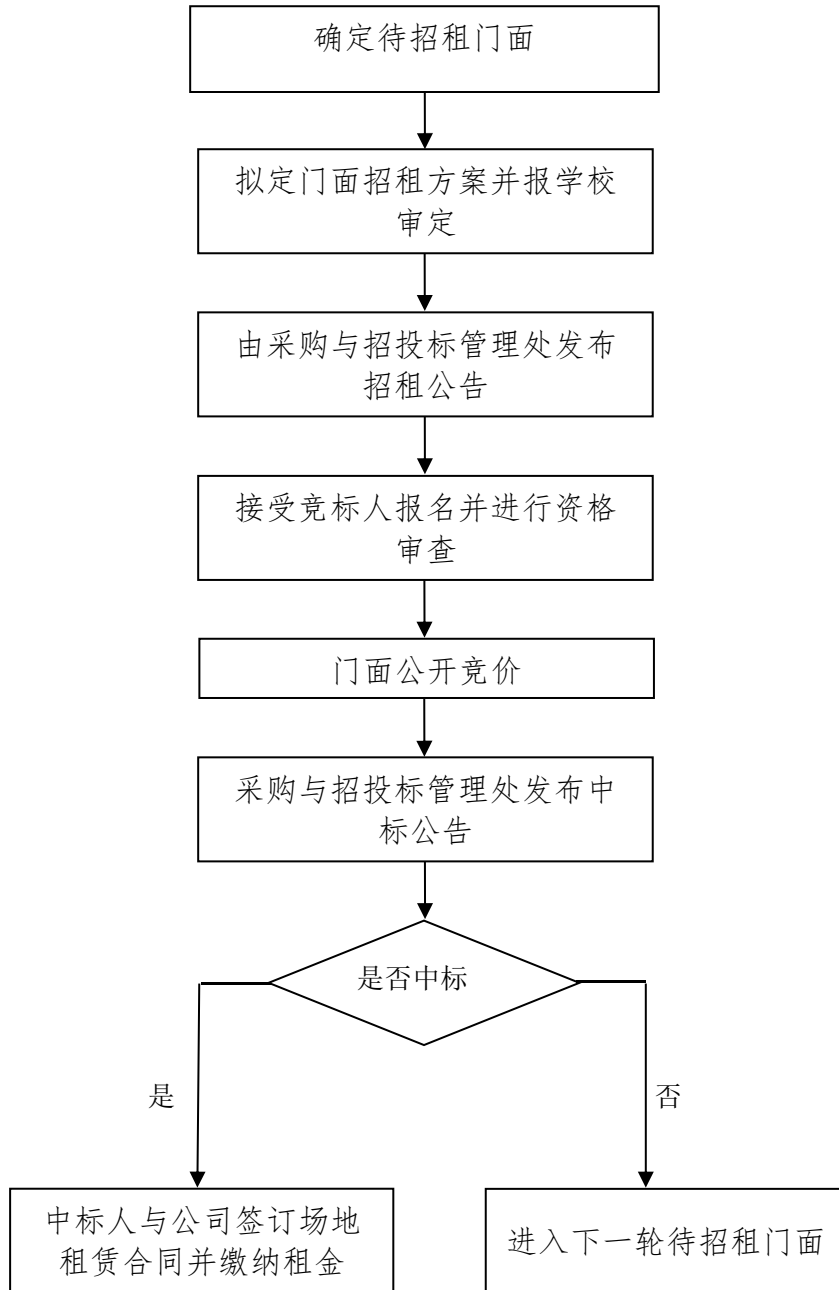 确定待招租门面
拟定门面招租方案并报学校
审定
由采购与招投标管理处发布
招租公告
接受竞标人报名并进行资格
审查
门面公开竞价
采购与招投标管理处发布中
标公告
是否中标
是
否
中标人与公司签订场地
租赁合同并缴纳租金
进入下一轮待招租门面